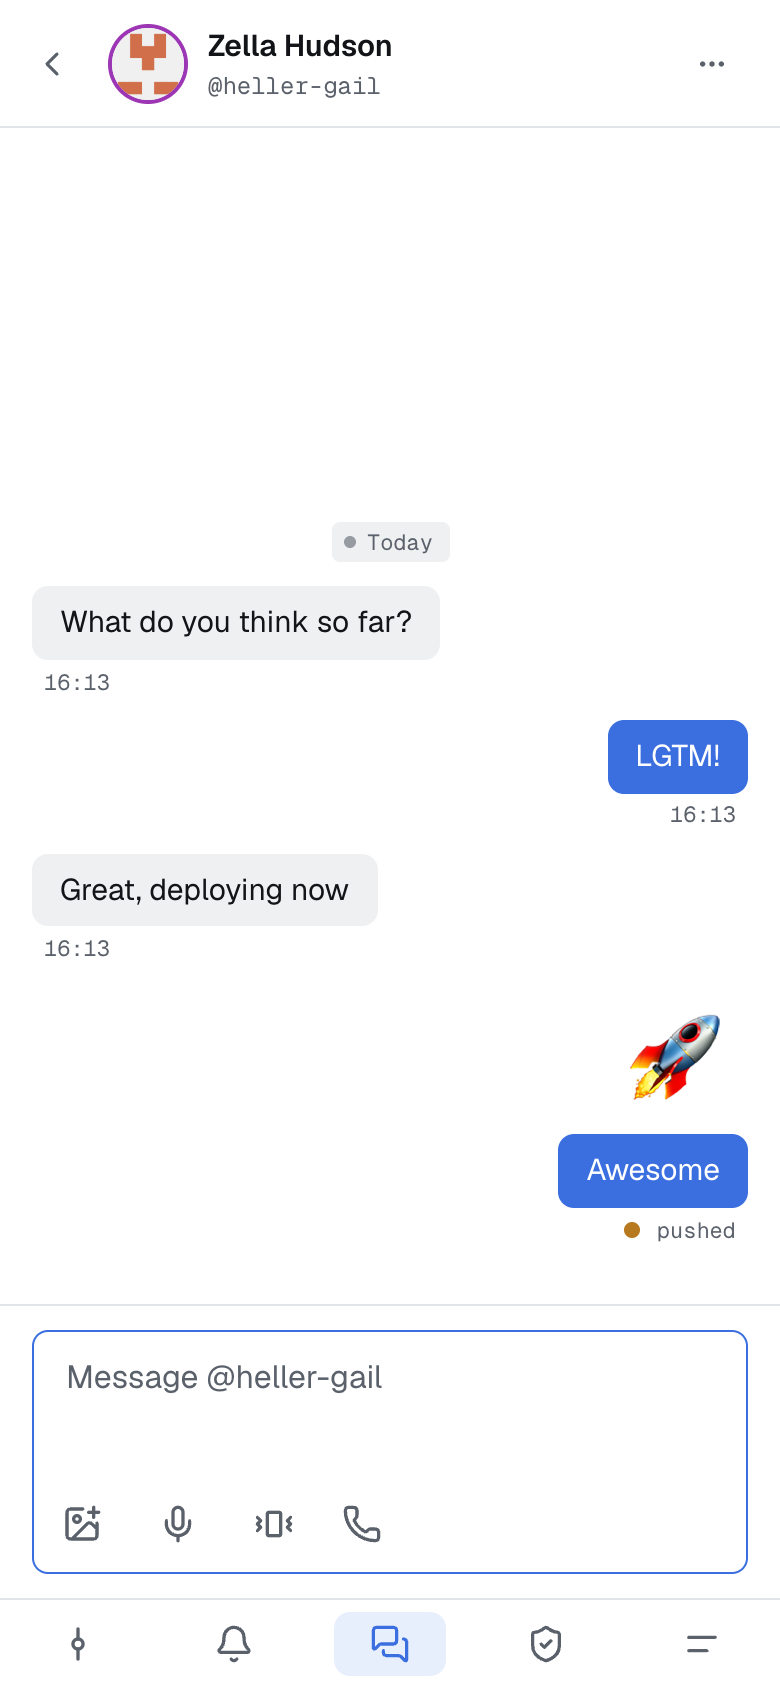 Zella Hudson
@heller-gail
Today
What do you think so far?
16:13
LGTM!
16:13
Great, deploying now
16:13
🚀
Awesome
pushed
Message @heller-gail